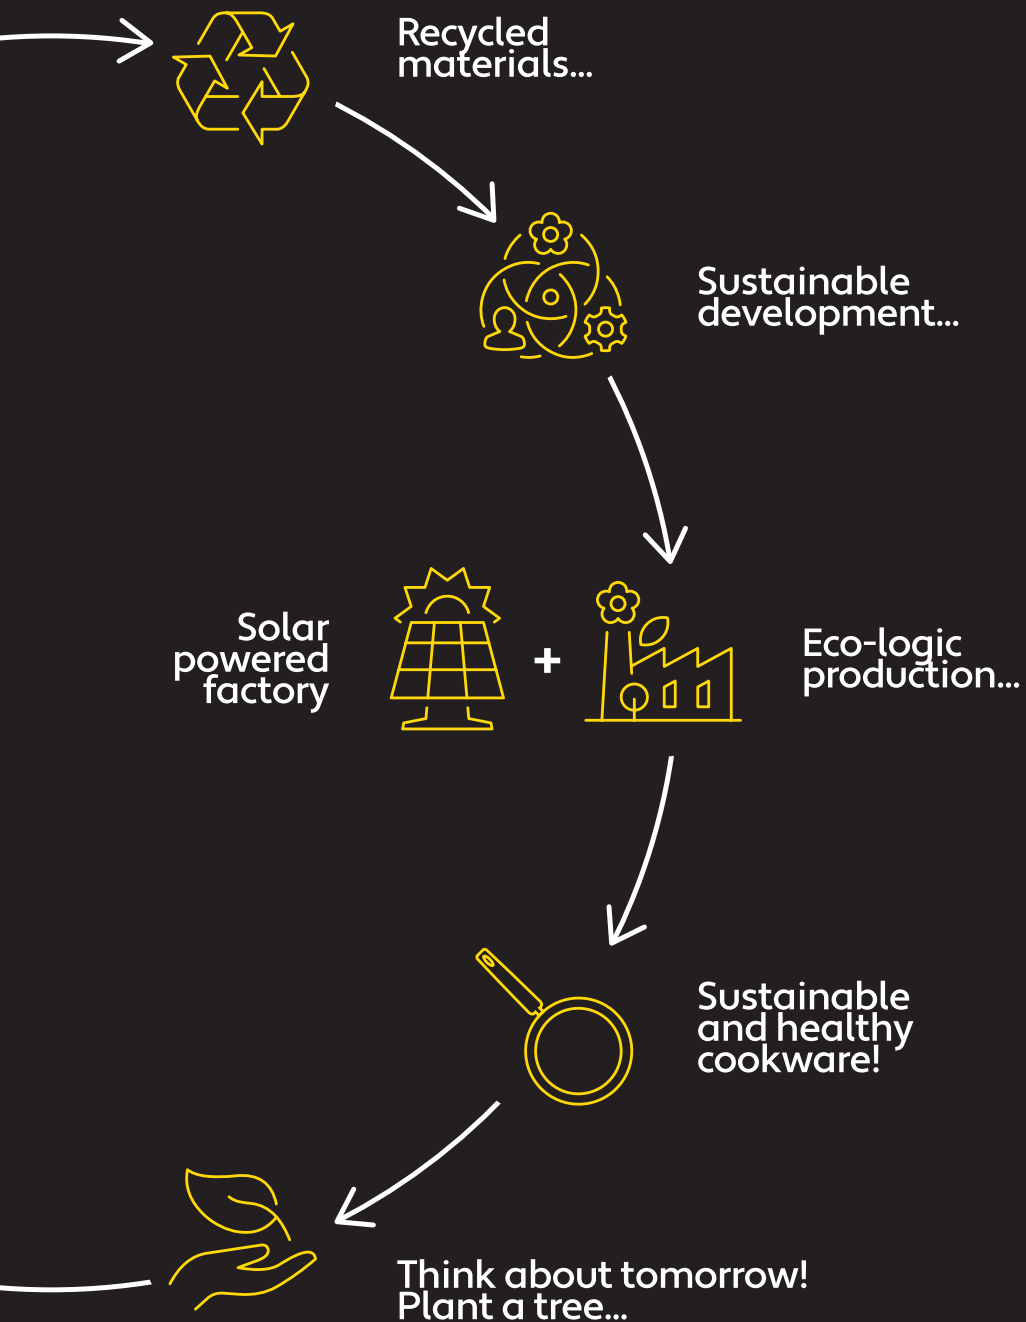 Recycled
materials...
Sustainable
development...
Solar
powered
factory
+
Eco-logic
production...
Sustainable
and healthy
cookware!
Think about tomorrow!
Plant a tree...